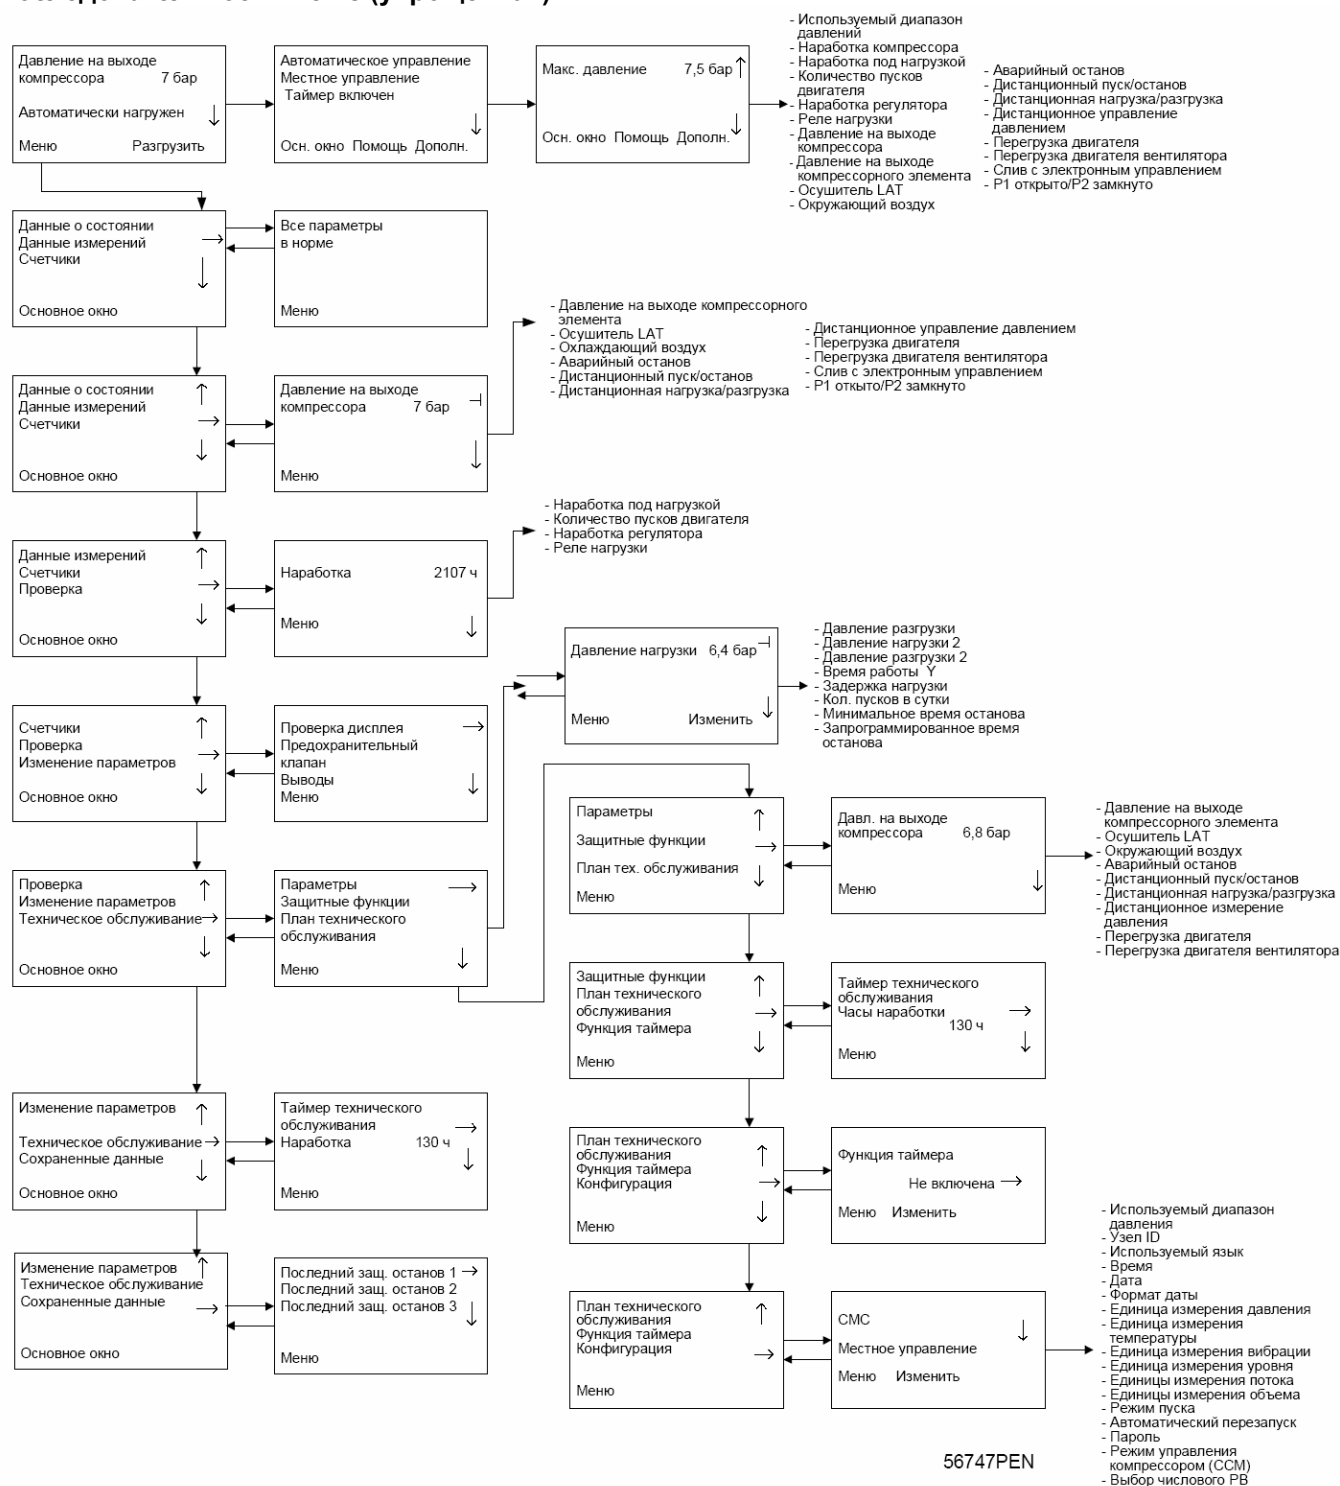 Давление на выходе
компрессора 7 бар
Автоматически нагружен
Меню Разгрузить
Автоматическое управление
Местное управление
Таймер включен
Осн. окно Помощь Дополн.
Макс. давление 7,5 бар
Осн. окно Помощь Дополн.
- Используемый диапазон
давлений
- Наработка компрессора
- Наработка под нагрузкой
- Количество пусков
двигателя
- Наработка регулятора
- Реле нагрузки
- Давление на выходе
компрессора
- Давление на выходе
компрессорного элемента
- Осушитель LAT
- Окружающий воздух
- Аварийный останов
- Дистанционный пуск/останов
- Дистанционная нагрузка/разгрузка
- Дистанционное управление
давлением
- Перегрузка двигателя
- Перегрузка двигателя вентилятора
- Слив с электронным управлением
- P1 открыто/P2 замкнуто
Данные о состоянии
Данные измерений
Счетчики
Основное окно
Все параметры
в норме
Меню
Данные о состоянии
Данные измерений
Счетчики
Основное окно
Давление на выходе
компрессора 7 бар
Меню
- Давление на выходе компрессорного
элемента
- Осушитель LAT
- Охлаждающий воздух
- Аварийный останов
- Дистанционный пуск/останов
- Дистанционная нагрузка/разгрузка
- Дистанционное управление давлением
- Перегрузка двигателя
- Перегрузка двигателя вентилятора
- Слив с электронным управлением
- P1 откыто/P2 замкнуто
Данные измерений
Счетчики
Проверка
Основное окно
Наработка 2107 ч
Меню
- Наработка под нагрузкой
- Количество пусков двигателя
- Наработка регулятора
- Реле нагрузки
Счетчики
Проверка
Изменение параметров
Основное окно
Проверка дисплея
Предохранительный
клапан
Выводы
Меню
Давление нагрузки 6,4 бар
Меню Изменить
- Давление разгрузки
- Давление нагрузки 2
- Давление разгрузки 2
- Время работы Y
- Задержка нагрузки
- Кол. пусков в сутки
- Минимальное время останова
- Запрограммированное время
останова
Проверка
Изменение параметров
Техническое обслуживание
Основное окно
Параметры
Защитные функции
План технического
обслуживания
Меню
Параметры
Защитные функции
План тех. обслуживания
Меню
Давл. на выходе
компрессора 6,8 бар
Меню
- Давление на выходе
компрессорного элемента
- Осушитель LAT
- Окружающий воздух
- Аварийный останов
- Дистанционный пуск/останов
- Дистанционная нагрузка/разгрузка
- Дистанционное измерение
давления
- Перегрузка двигателя
- Перегрузка двигателя вентилятора
Защитные функции
План технического
обслуживания
Функция таймера
Меню
Таймер технического
обслуживания
Часы наработки
130 ч
Меню
Изменение параметров
Техническое обслуживание
Сохраненные данные
Основное окно
Таймер технического
обслуживания
Наработка 130 ч
Меню
План технического
обслуживания
Функция таймера
Конфигурация
Меню
Функция таймера
Не включена
Меню Изменить
Изменение параметров
Техническое обслуживание
Сохраненные данные
Основное окно
Последний защ. останов 1
Последний защ. останов 2
Последний защ. останов 3
Меню
План технического
обслуживания
Функция таймера
Конфигурация
Меню
СМС
Местное управление
Меню Изменить
- Используемый диапазон
давления
- Узел ID
- Используемый язык
- Время
- Дата
- Формат даты
- Единица измерения давления
- Единица измерения
температуры
- Единица измерения вибрации
- Единица измерения уровня
- Единицы измерения потока
- Единицы измерения объема
- Режим пуска
- Автоматический перезапуск
- Пароль
- Режим управления
компрессором (CCM)
- Выбор числового PB
56747PEN